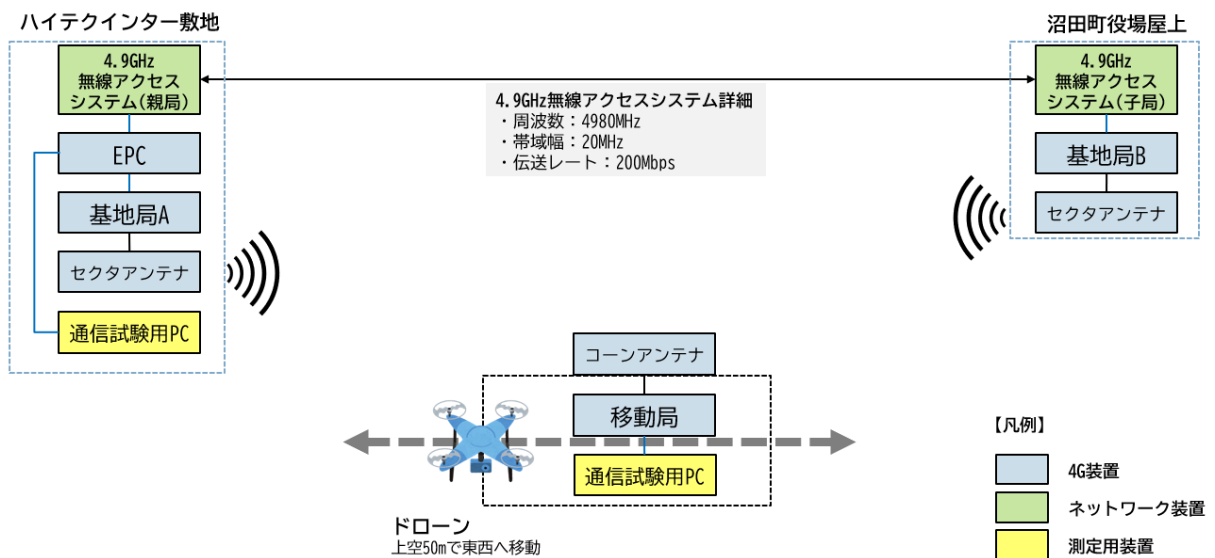 ハイテクインター敷地
4.9GHz
無線アクセス
システム(親局)
EPC
基地局A
セクタアンテナ
通信試験用PC
4.9GHz無線アクセスシステム詳細
・周波数：4980MHz
・帯域幅：20MHz
・伝送レート：200Mbps
沼田町役場屋上
4.9GHz
無線アクセス
システム(子局)
基地局B
セクタアンテナ
コーンアンテナ
移動局
通信試験用PC
ドローン
上空50mで東西へ移動
【凡例】
4G装置
ネットワーク装置
測定用装置